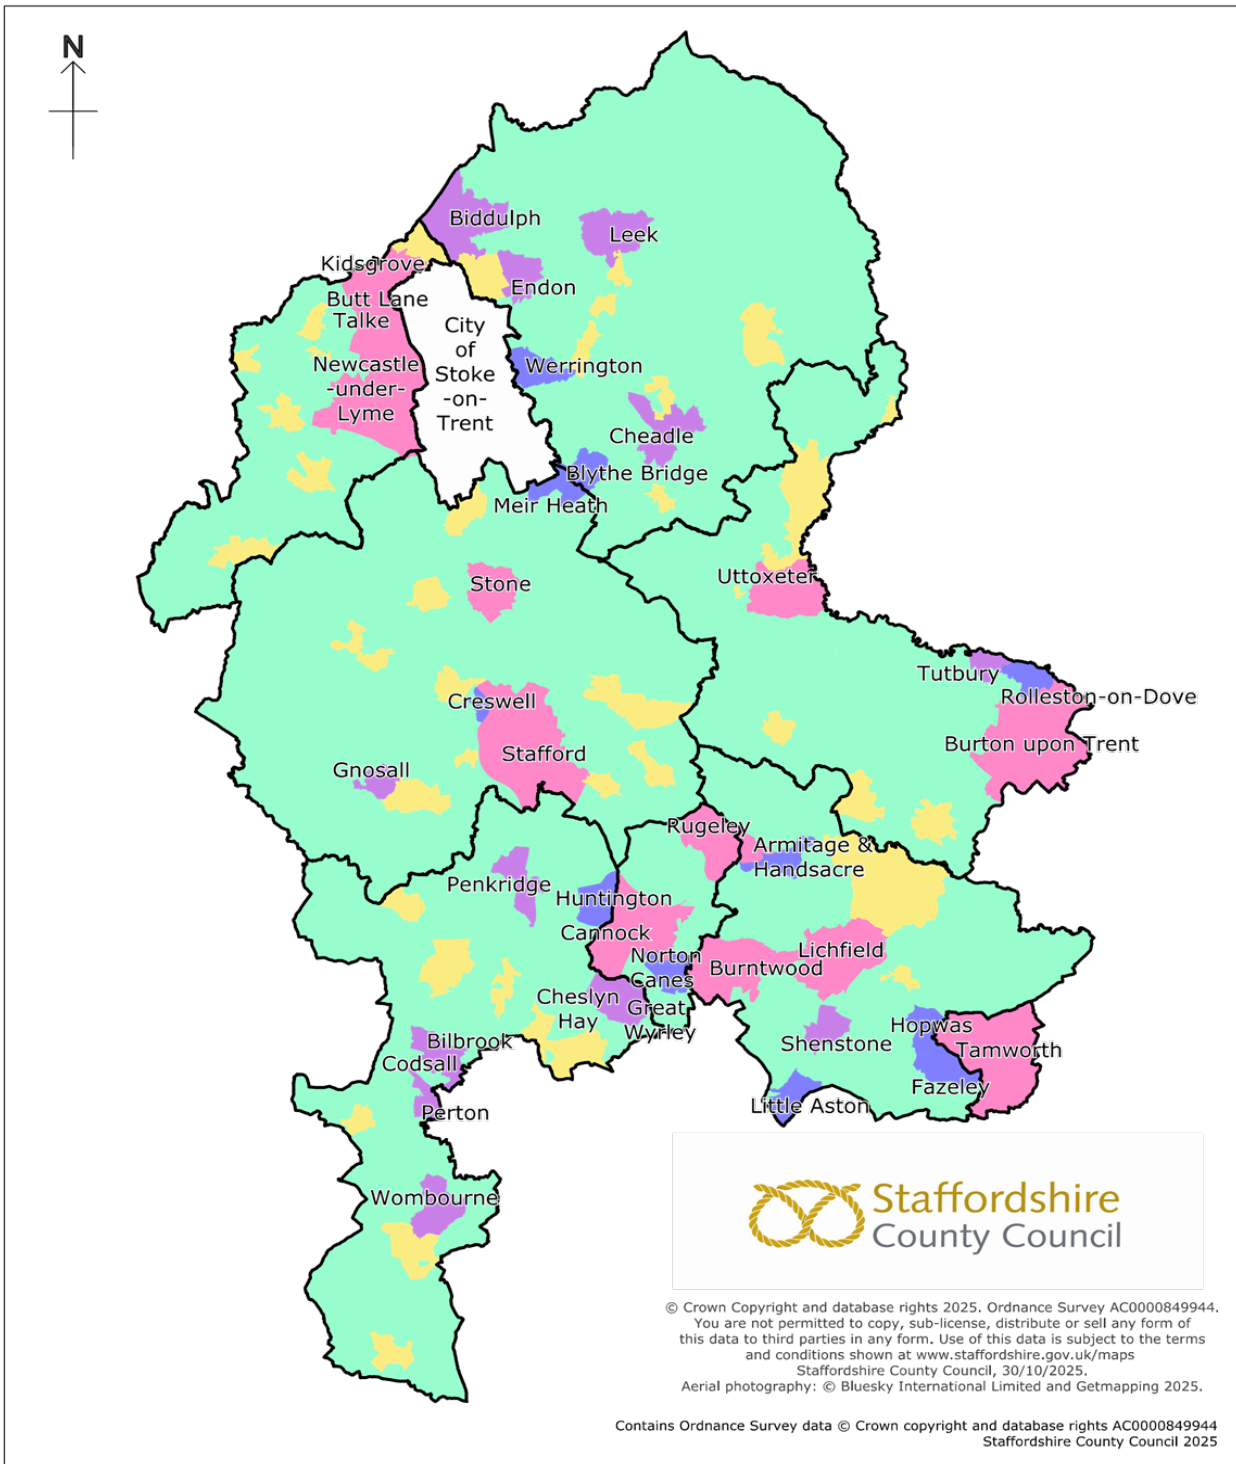 N
Biddulph
Leek
Kidsgrove
Endon
Butt Lane
Talke
City
of
Stoke
-on-
Trent
Newcastle
-under-
Lyme
Werrington
Cheadle
Blythe Bridge
Meir Heath
Stone
Uttoxeter
Tutbury
Rolleston-on-Dove
Creswell
Burton upon Trent
Stafford
Gnosall
Rugeley
Armitage &
Handsacre
Penkridge
Huntington
Cannock
Lichfield
Norton
Canes
Burntwood
Cheslyn
Hay
Great
Wyrley
Hopwas
Bilbrook
Shenstone
Tamworth
Codsall
Fazeley
Perton
Little Aston
Wombourne
Staffordshire
County Council
© Crown Copyright and database rights 2025. Ordnance Survey AC0000849944.
You are not permitted to copy, sub-license, distribute or sell any form of
this data to third parties in any form. Use of this data is subject to the terms
and conditions shown at www.staffordshire.gov.uk/maps
Staffordshire County Council, 30/10/2025.
Aerial photography: © Bluesky International Limited and Getmapping 2025.
Contains Ordnance Survey data © Crown copyright and database rights AC0000849944
Staffordshire County Council 2025